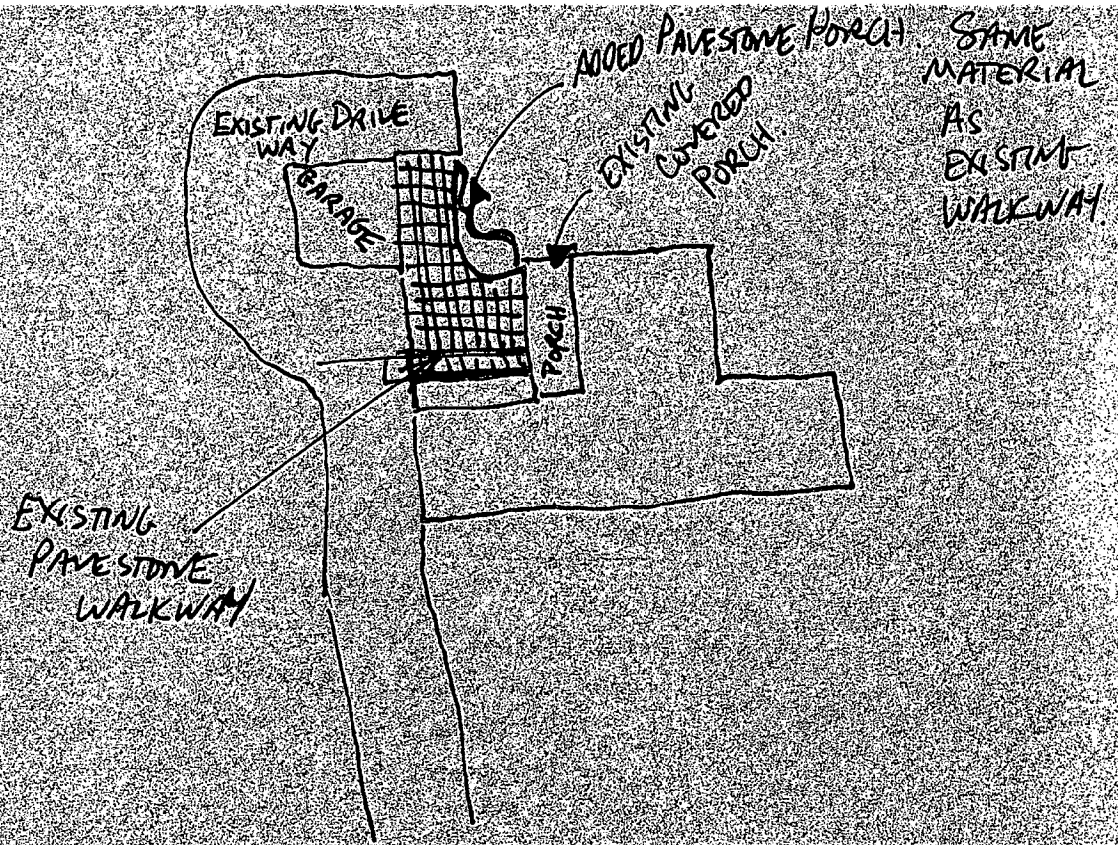 ADDED PAVESTONE PORCH. SAME
MATERIAL
AS
EXISTING
WALKWAY
EXISTING
COVERED
PORCH
EXISTING DRIVE
WAY
GARAGE
PORCH
EXISTING
PAVESTONE
WALKWAY